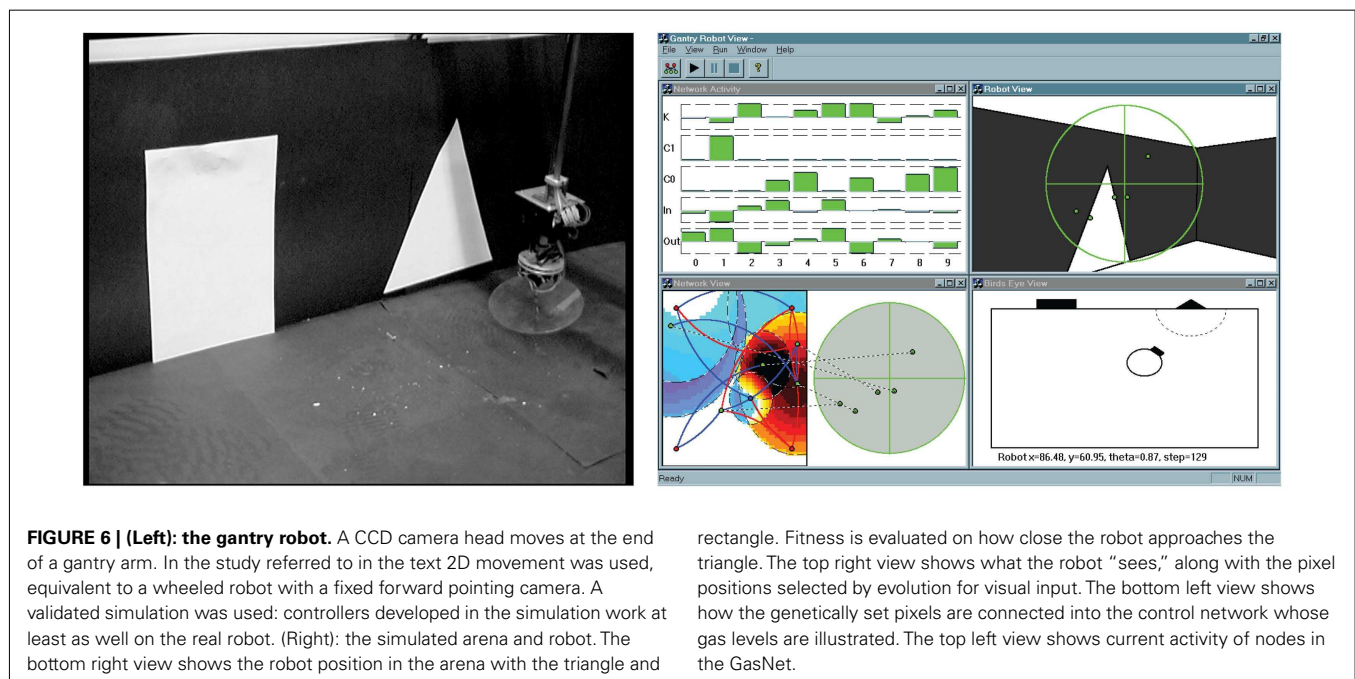 Gantry Robot View -
File View Run Window Help
Network Activity
K
C1
C0
In
Out
0 1 2 3 4 5 6 7 8 9
Robot View
Network View
Birds Eye View
Robot x=86.48, y=60.95, theta=0.87, step=129
Ready
NUM
FIGURE 6 | (Left): the gantry robot. A CCD camera head moves at the end
of a gantry arm. In the study referred to in the text 2D movement was used,
equivalent to a wheeled robot with a fixed forward pointing camera. A
validated simulation was used: controllers developed in the simulation work at
least as well on the real robot. (Right): the simulated arena and robot. The
bottom right view shows the robot position in the arena with the triangle and
rectangle. Fitness is evaluated on how close the robot approaches the
triangle. The top right view shows what the robot “sees,” along with the pixel
positions selected by evolution for visual input. The bottom left view shows
how the genetically set pixels are connected into the control network whose
gas levels are illustrated. The top left view shows current activity of nodes in
the GasNet.